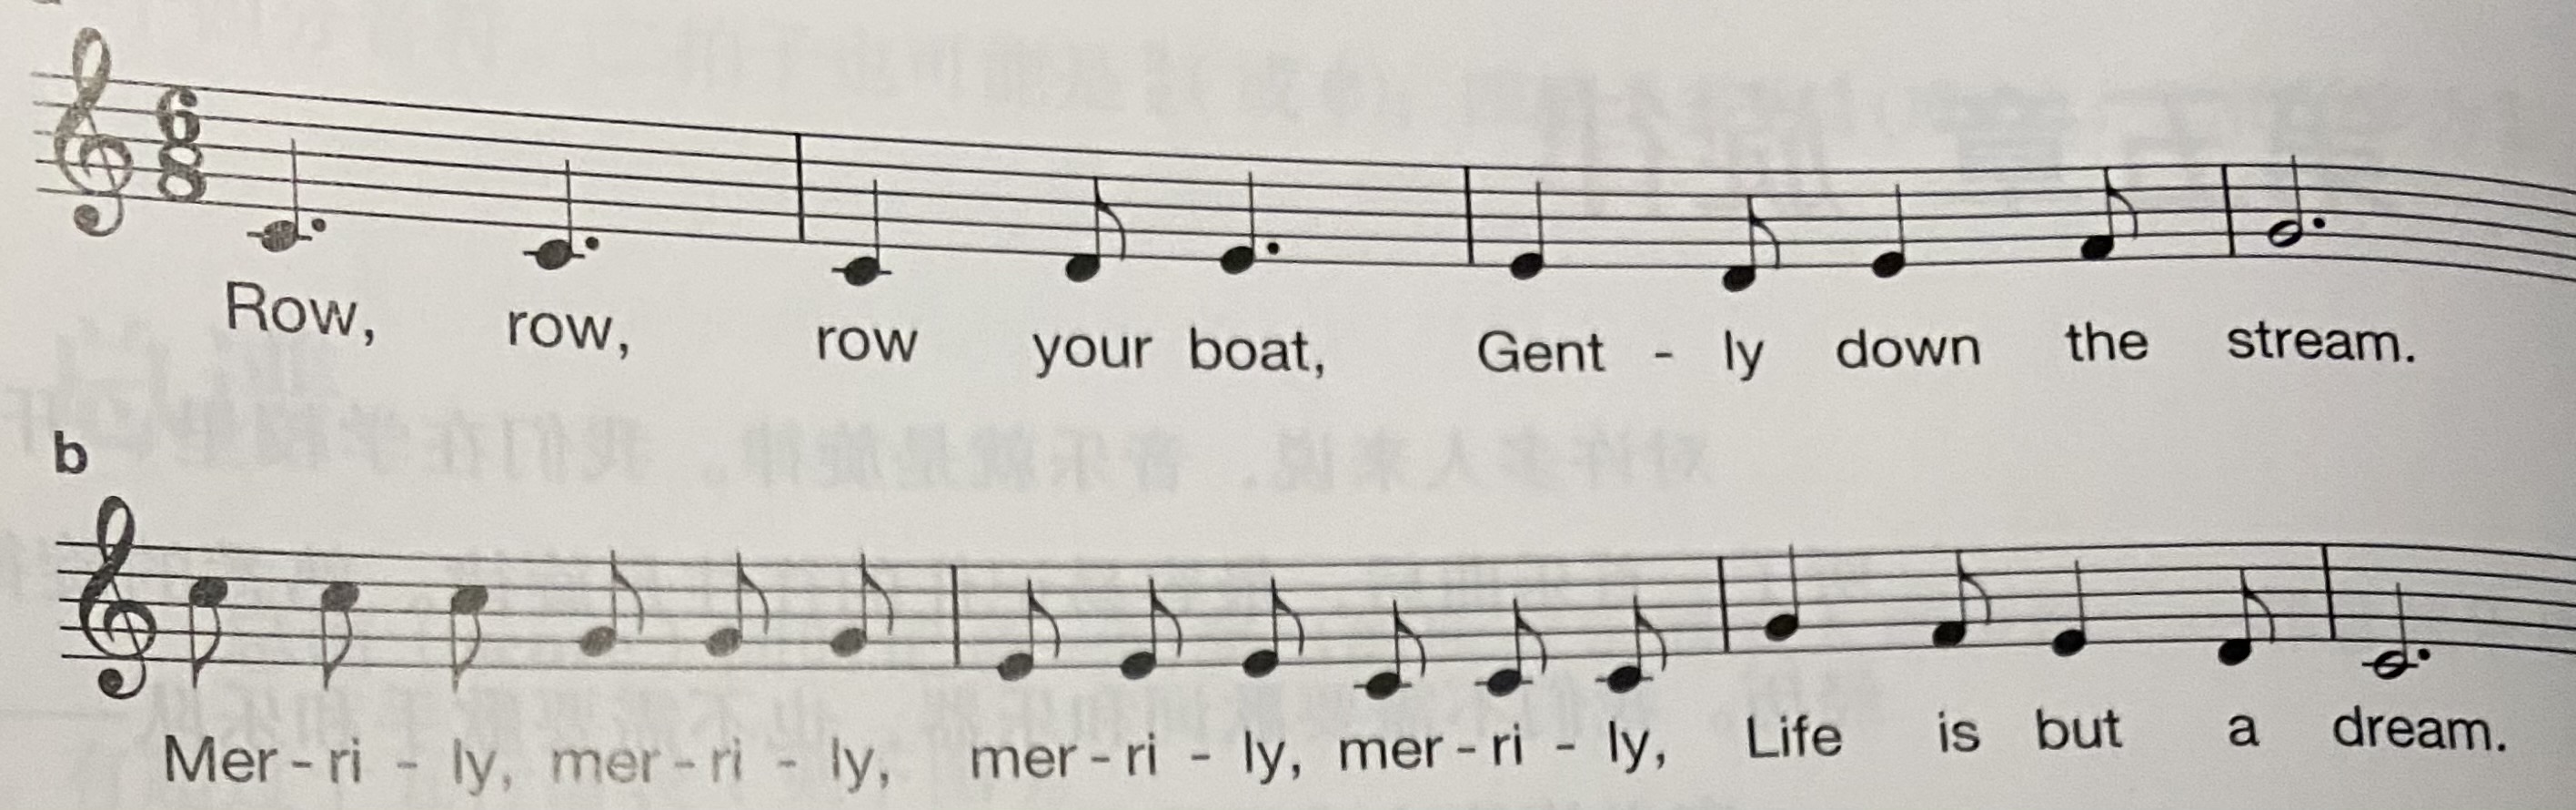 6
8
Row, row, row your boat, Gent - ly down the stream.
b
Mer - ri - ly, mer - ri - ly, mer - ri - ly, mer - ri - ly, Life is but a dream.